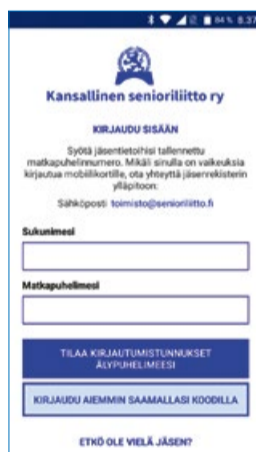 84 % 8.37
Kansallinen senioriliitto ry
KIRJAUDU SISÄÄN
Syötä jäsentietoihisi tallennettu
matkapuhelinnumero. Mikäli sinulla on vaikeuksia
kirjautua mobiilikortille, ota yhteyttä jäsenrekisterin
ylläpitoon:
Sähköposti toimisto@senioriliitto.fi
Sukunimesi
Matkapuhelimesi
TILAA KIRJAUTUMISTUNNUKSET
ÄLYPUHELIMEESI
KIRJAUDU AIEMMIN SAAMALLASI KOODILLA
ETKÖ OLE VIELÄ JÄSEN?